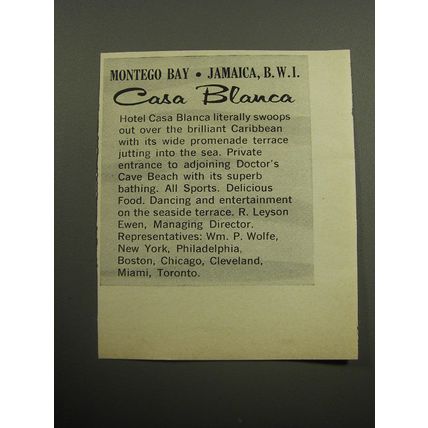 MONTEGO BAY • JAMAICA, B.W.I.
Casa Blanca
Hotel Casa Blanca literally swoops
out over the brilliant Caribbean
with its wide promenade terrace
jutting into the sea. Private
entrance to adjoining Doctor's
Cave Beach with its superb
bathing. All Sports. Delicious
Food. Dancing and entertainment
on the seaside terrace. R. Leyson
Ewen, Managing Director.
Representatives: Wm. P. Wolfe,
New York, Philadelphia,
Boston, Chicago, Cleveland,
Miami, Toronto.